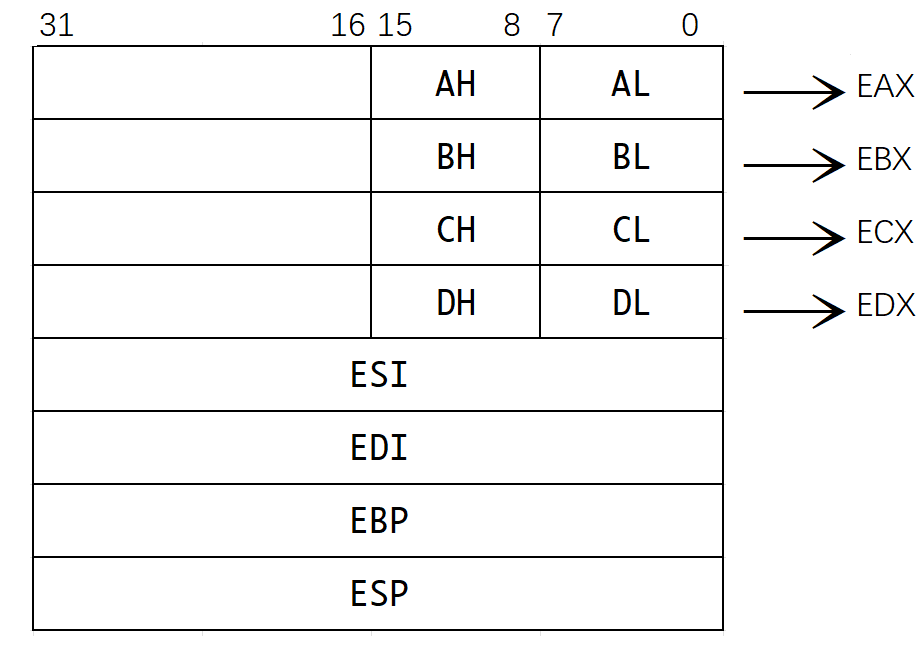 31 16 15 8 7 0
AH AL EAX
BH BL EBX
CH CL ECX
DH DL EDX
ESI
EDI
EBP
ESP